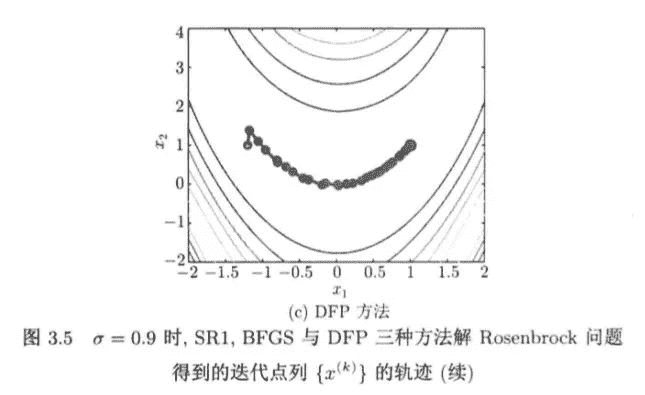 4
3
2
1
0
−1
−2
x₂
−2 −1.5 −1 −0.5 0 0.5 1 1.5 2
x₁
(c) DFP 方法
图 3.5 σ = 0.9 时, SR1, BFGS 与 DFP 三种方法解 Rosenbrock 问题
得到的迭代点列 {x⁽ᵏ⁾} 的轨迹 (续)